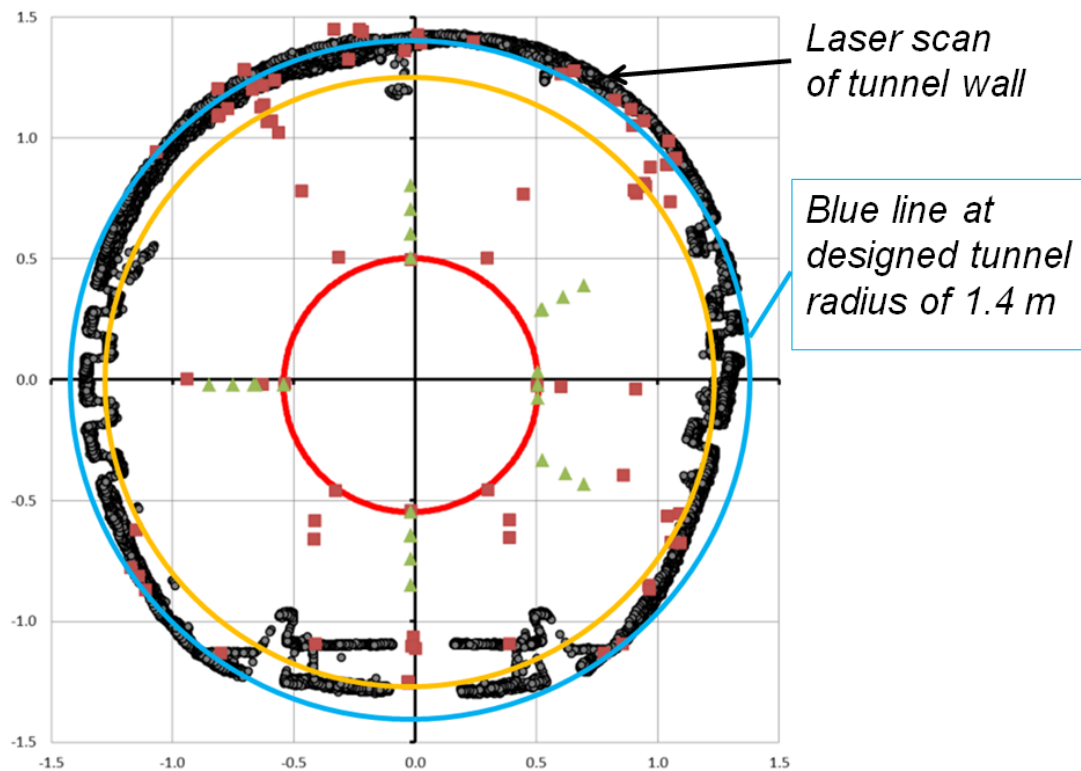 1.5
Laser scan
of tunnel wall
1.0
Blue line at
designed tunnel
radius of 1.4 m
0.5
0.0
-0.5
-1.0
-1.5
-1.5 -1.0 -0.5 0.0 0.5 1.0 1.5